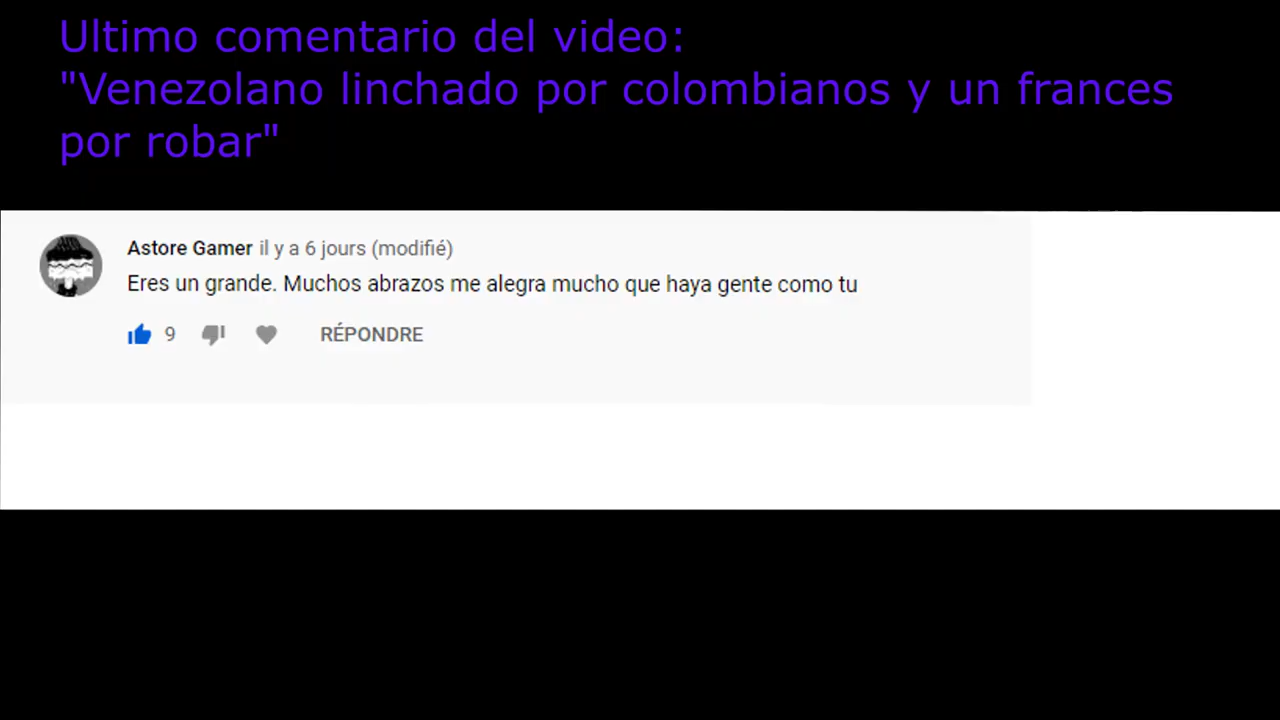 Ultimo comentario del video:
"Venezolano linchado por colombianos y un frances
por robar"
Astore Gamer il y a 6 jours (modifié)
Eres un grande. Muchos abrazos me alegra mucho que haya gente como tu
9 RÉPONDRE